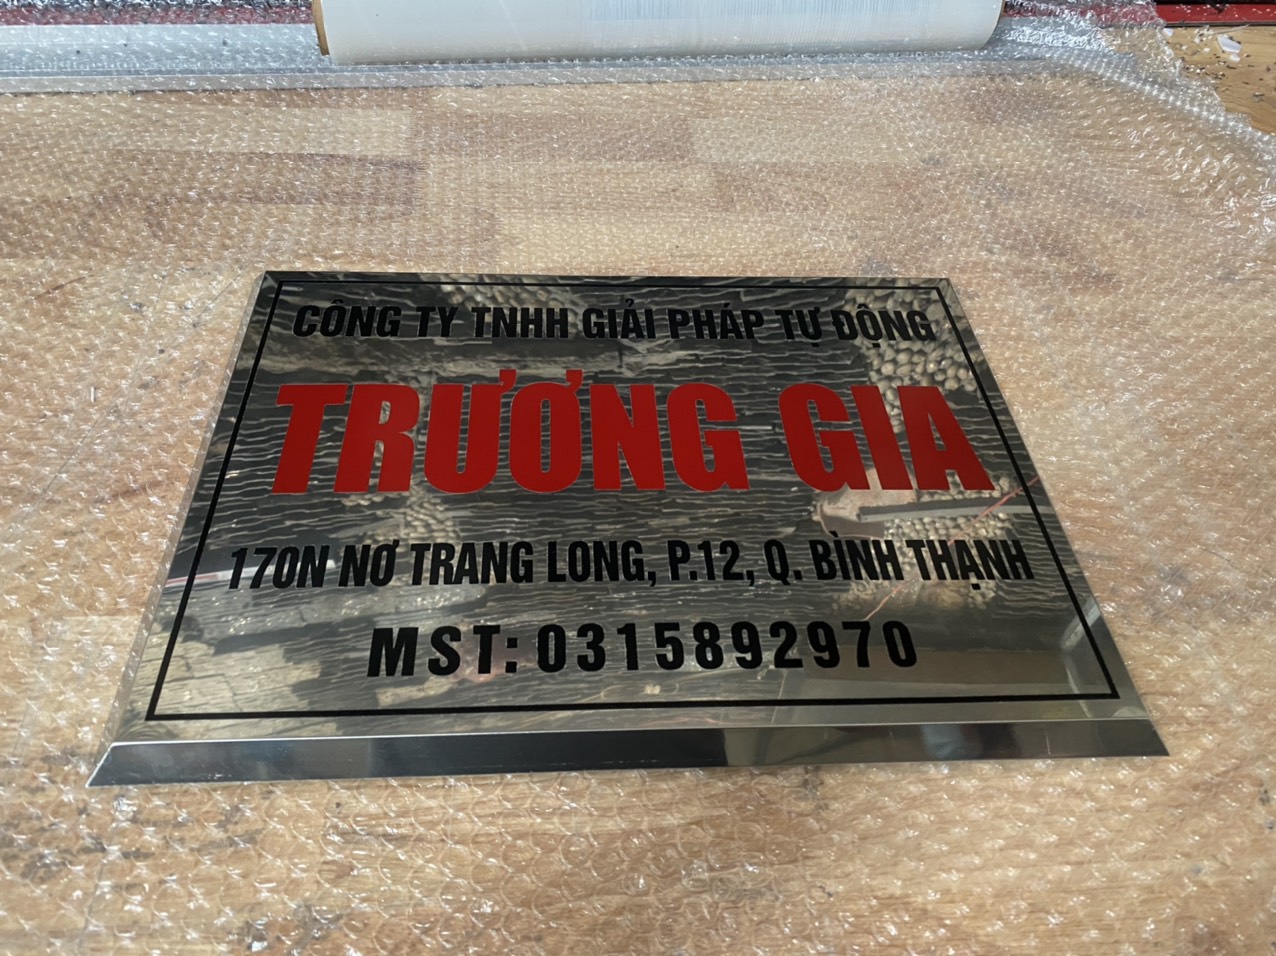 CÔNG TY TNHH GIẢI PHÁP TỰ ĐỘNG
TRƯƠNG GIA
170N NƠ TRANG LONG, P.12, Q. BÌNH THẠNH
MST: 0315892970